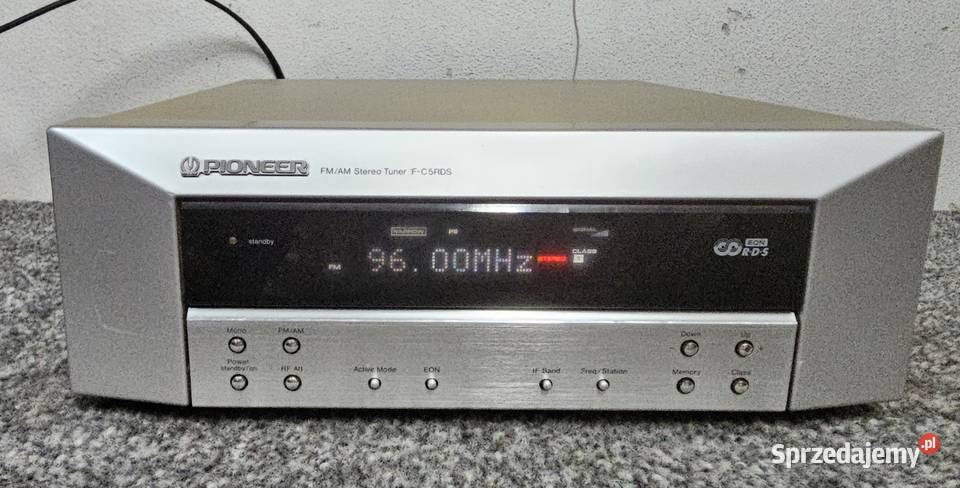 PIONEER FM/AM Stereo Tuner F-C5RDS
NARROW PS SIGNAL
standby
FM 96.00MHz STEREO CLASS
EON
R·D·S
Mono FM/AM Down Up
Power
standby/on RF Att Active Mode EON IF Band Freq/Station Memory Class
Sprzedajemy.pl